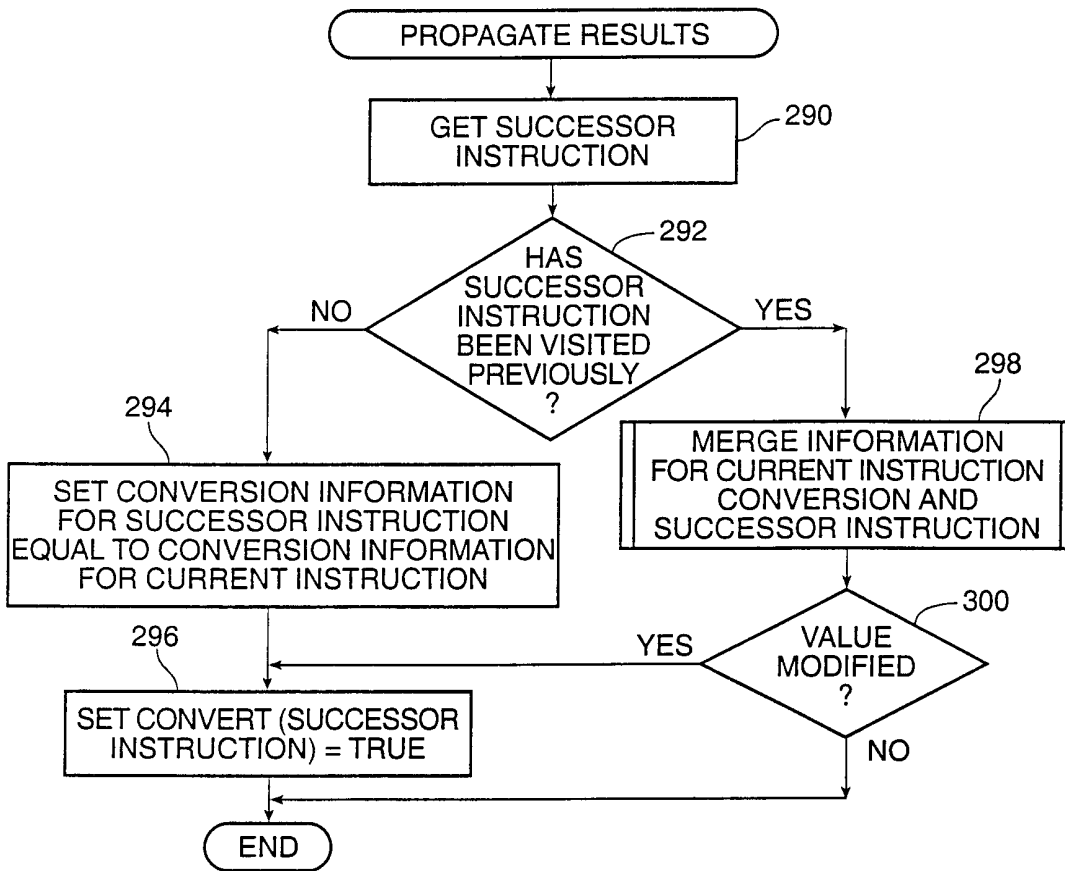 PROPAGATE RESULTS
GET SUCCESSOR
INSTRUCTION
290
292
HAS
SUCCESSOR
INSTRUCTION
BEEN VISITED
PREVIOUSLY
?
NO
YES
294
SET CONVERSION INFORMATION
FOR SUCCESSOR INSTRUCTION
EQUAL TO CONVERSION INFORMATION
FOR CURRENT INSTRUCTION
298
MERGE INFORMATION
FOR CURRENT INSTRUCTION
CONVERSION AND
SUCCESSOR INSTRUCTION
300
VALUE
MODIFIED
?
YES
NO
296
SET CONVERT (SUCCESSOR
INSTRUCTION) = TRUE
END